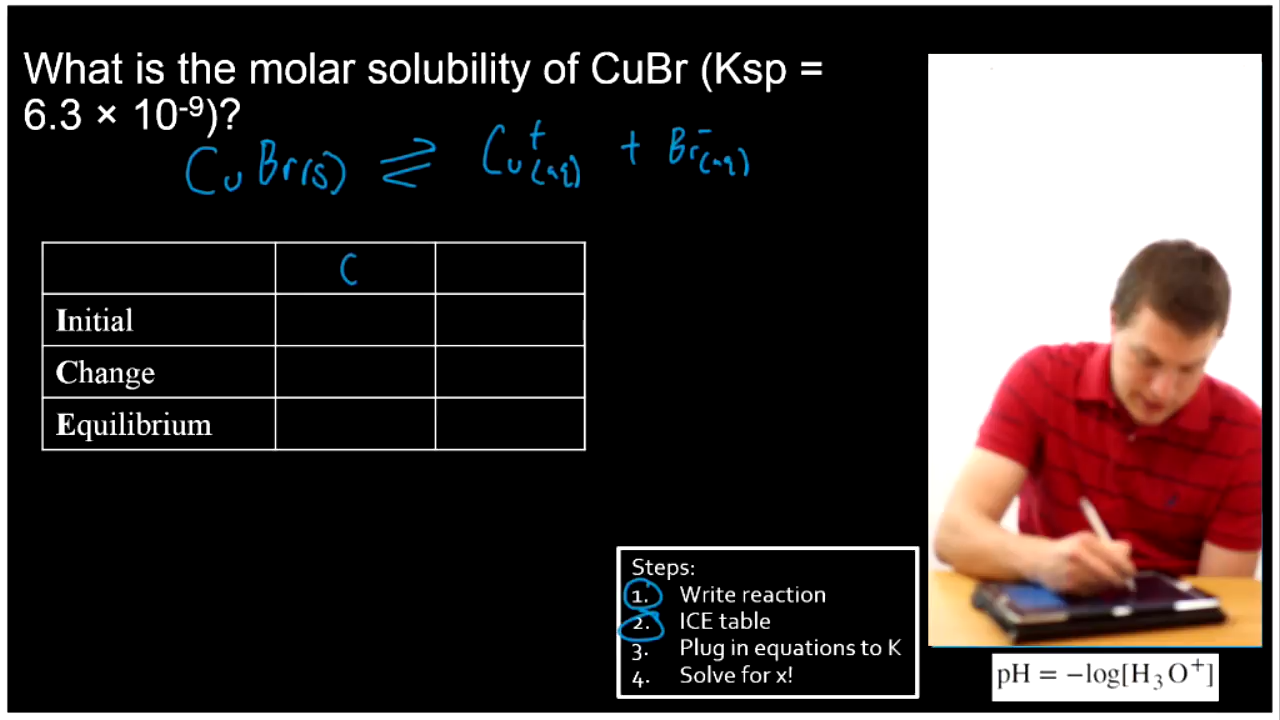 What is the molar solubility of CuBr (Ksp =
6.3 × 10⁻⁹)?
CuBr(s) ⇌ Cu⁺(aq) + Br⁻(aq)
C
Initial
Change
Equilibrium
Steps:
1. Write reaction
2. ICE table
3. Plug in equations to K
4. Solve for x!
pH = −log[H₃O⁺]